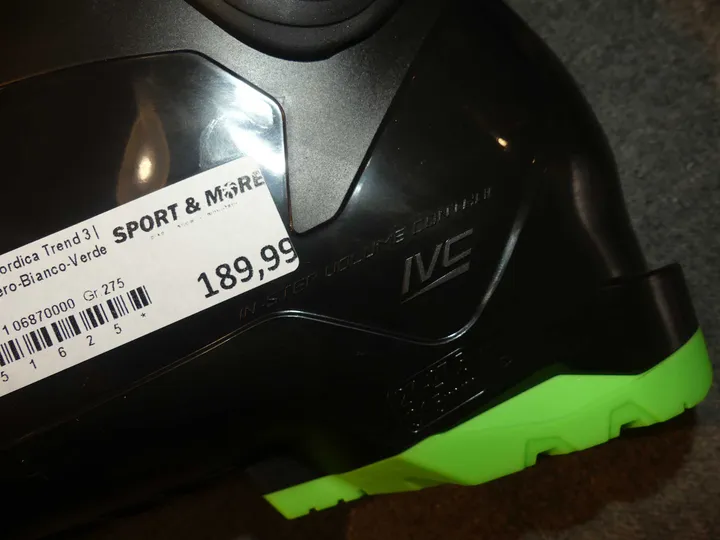 SPORT & MORE
ordica Trend 3 |
ero-Bianco-Verde
189,99
106870000 Gr.275
5 1 6 2 5 *
IN-STEP VOLUME CONTROL
IVC